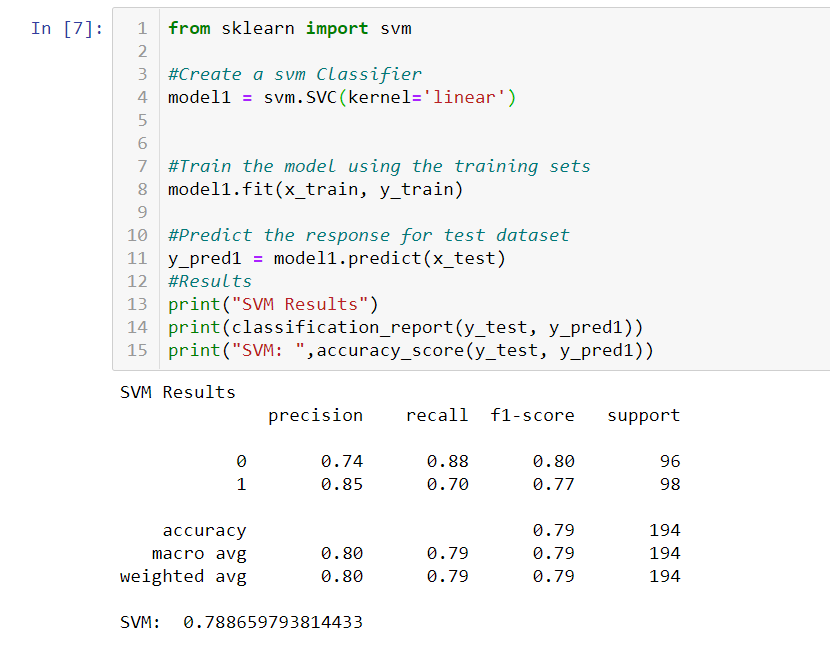 In [7]:
1 from sklearn import svm
2
3 #Create a svm Classifier
4 model1 = svm.SVC(kernel='linear')
5
6
7 #Train the model using the training sets
8 model1.fit(x_train, y_train)
9
10 #Predict the response for test dataset
11 y_pred1 = model1.predict(x_test)
12 #Results
13 print("SVM Results")
14 print(classification_report(y_test, y_pred1))
15 print("SVM: ",accuracy_score(y_test, y_pred1))
SVM Results
precision recall f1-score support
0 0.74 0.88 0.80 96
1 0.85 0.70 0.77 98
accuracy 0.79 194
macro avg 0.80 0.79 0.79 194
weighted avg 0.80 0.79 0.79 194
SVM:  0.788659793814433